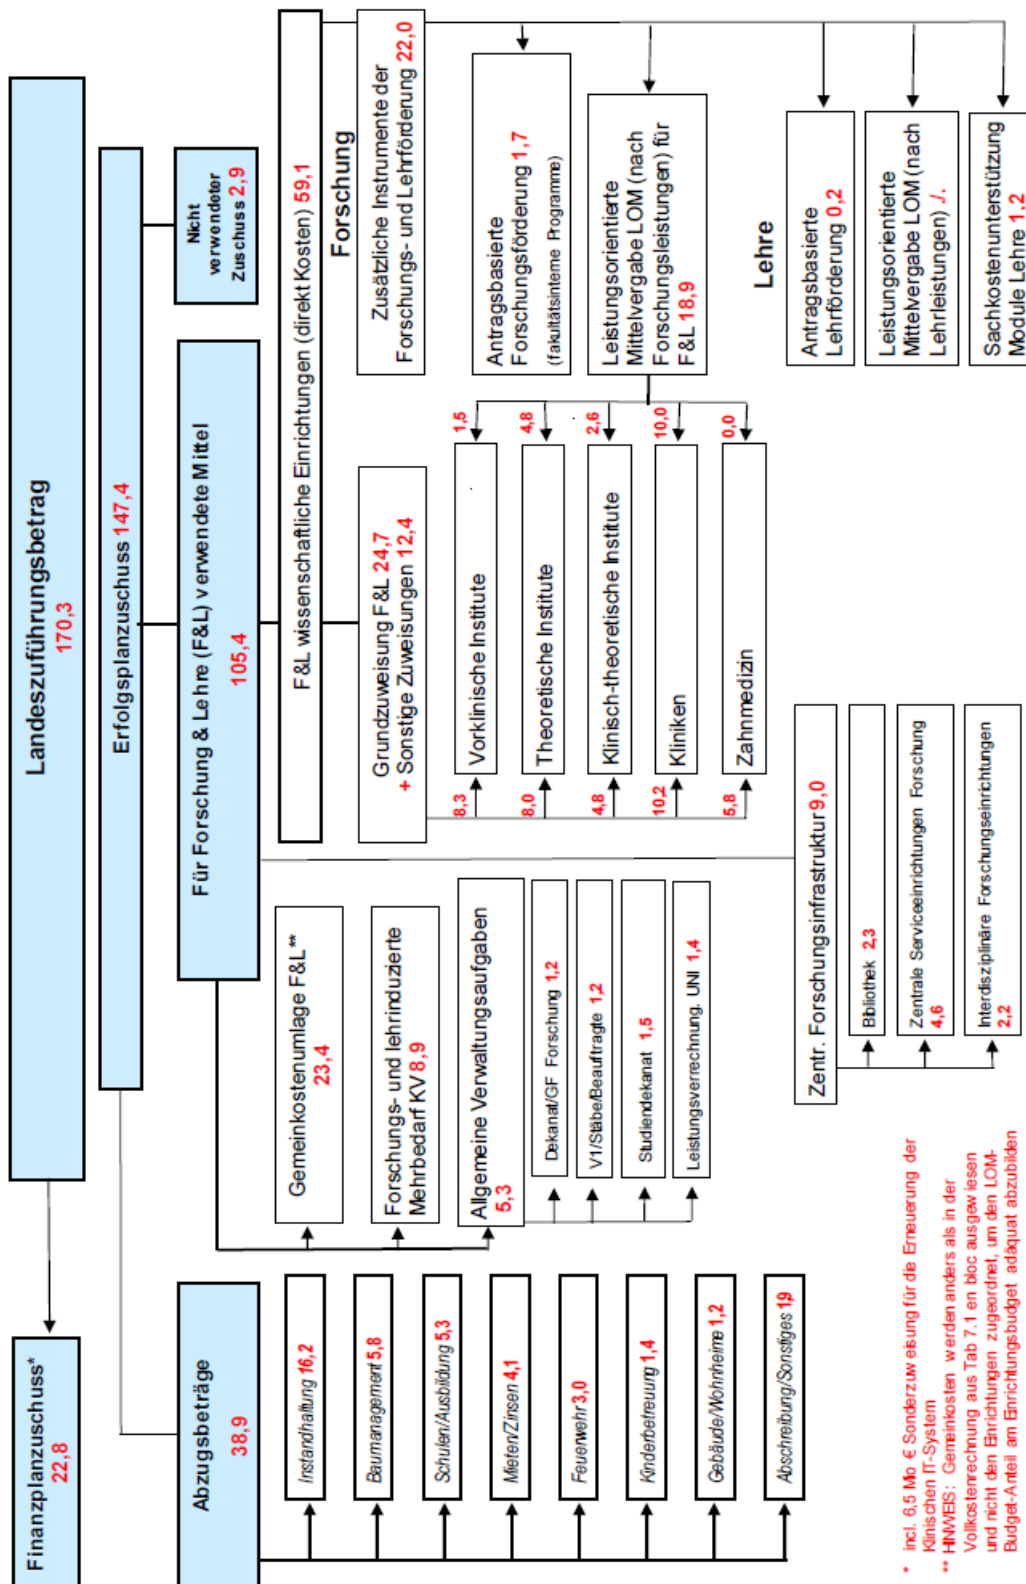 Landeszuführungsbetrag
170,3
Finanzplanzuschuss*
22,8
Erfolgsplanzuschuss 147,4
Abzugsbeträge
38,9
Für Forschung & Lehre (F&L) verwendete Mittel
105,4
Nicht
verwendeter
Zuschuss 2,9
Instandhaltung 16,2
Baumanagement 5,8
Schulen/Ausbildung 5,3
Mieten/Zinsen 4,1
Feuerwehr 3,0
Kinderbetreuung 1,4
Gebäude/Wohnheime 1,2
Abschreibung/Sonstiges 1,9
Gemeinkostenumlage F&L**
23,4
Forschungs- und lehrinduzierte
Mehrbedarf KV 8,9
Allgemeine Verwaltungsaufgaben
5,3
Dekanat/GF Forschung 1,2
V1/Stäbe/Beauftragte 1,2
Studiendekanat 1,5
Leistungsverrechnung. UNI 1,4
Zentr. Forschungsinfrastruktur 9,0
Bibliothek 2,3
Zentrale Serviceeinrichtungen Forschung
4,6
Interdisziplinäre Forschungseinrichtungen
2,2
F&L wissenschaftliche Einrichtungen (direkt Kosten) 59,1
Grundzuweisung F&L 24,7
+ Sonstige Zuweisungen 12,4
8,3
Vorklinische Institute
1,5
8,0
Theoretische Institute
4,8
4,8
Klinisch-theoretische Institute
2,6
10,2
Kliniken
10,0
5,8
Zahnmedizin
0,0
Forschung
Zusätzliche Instrumente der
Forschungs- und Lehrförderung 22,0
Antragsbasierte
Forschungsförderung 1,7
(fakultätsinterne Programme)
Leistungsorientierte
Mittelvergabe LOM (nach
Forschungsleistungen) für
F&L 18,9
Lehre
Antragsbasierte
Lehrförderung 0,2
Leistungsorientierte
Mittelvergabe LOM (nach
Lehrleistungen) ./.
Sachkostenunterstützung
Module Lehre 1,2
* incl. 6,5 Mio € Sonderzuweisung für die Erneuerung der
Klinischen IT-System
** HINWEIS: Gemeinkosten werden anders als in der
Vollkostenrechnung aus Tab 7.1 en bloc ausgewiesen
und nicht den Einrichtungen zugeordnet, um den LOM-
Budget-Anteil am Einrichtungsbudget adäquat abzubilden